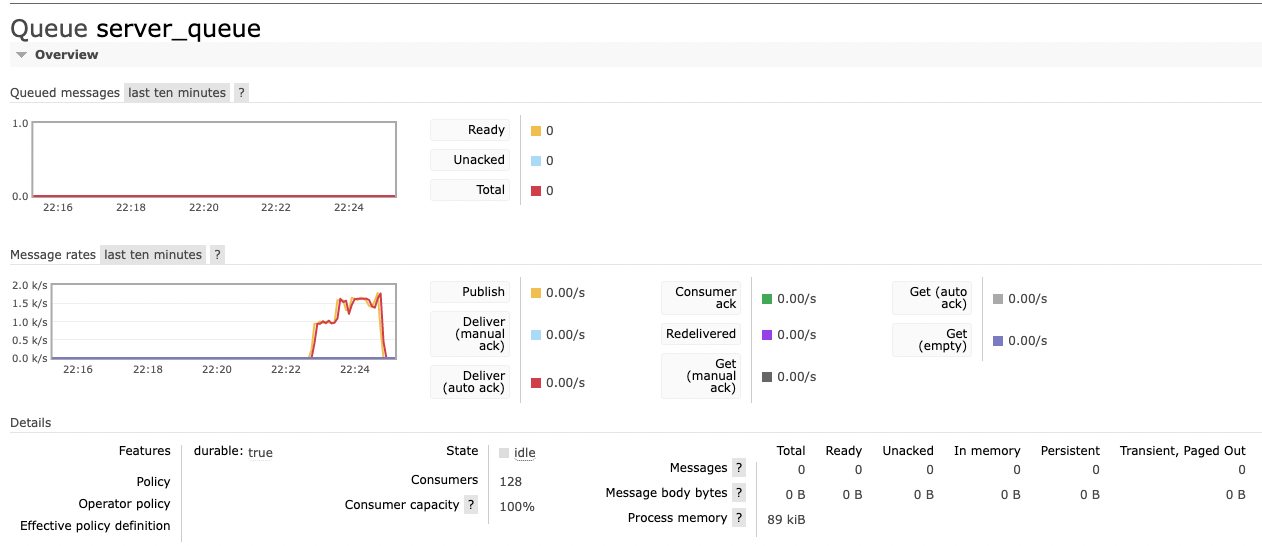 Queue server_queue
Overview
Queued messages last ten minutes ?
1.0
0.0
22:16 22:18 22:20 22:22 22:24
Ready 0
Unacked 0
Total 0
Message rates last ten minutes ?
2.0 k/s
1.5 k/s
1.0 k/s
0.5 k/s
0.0 k/s
22:16 22:18 22:20 22:22 22:24
Publish 0.00/s
Deliver
(manual
ack)
0.00/s
Deliver
(auto ack)
0.00/s
Consumer
ack
0.00/s
Redelivered 0.00/s
Get
(manual
ack)
0.00/s
Get (auto
ack)
0.00/s
Get
(empty)
0.00/s
Details
Features durable: true
Policy
Operator policy
Effective policy definition
State idle
Consumers 128
Consumer capacity ? 100%
Total Ready Unacked In memory Persistent Transient, Paged Out
Messages ? 0 0 0 0 0 0
Message body bytes ? 0 B 0 B 0 B 0 B 0 B 0 B
Process memory ? 89 kiB